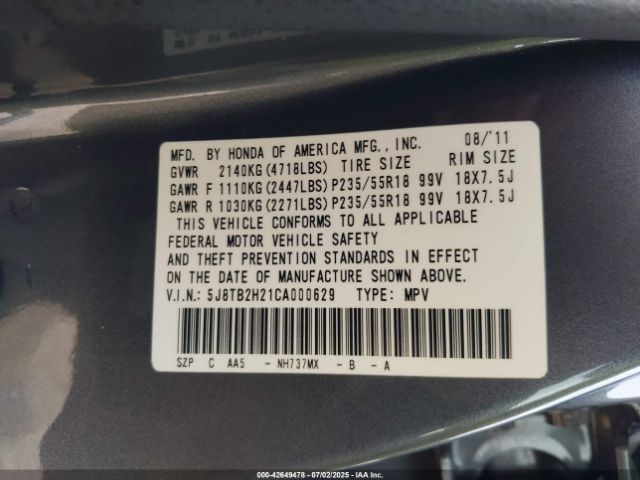 MFD. BY HONDA OF AMERICA MFG., INC. 08/'11
GVWR 2140KG(4718LBS) TIRE SIZE RIM SIZE
GAWR F 1110KG(2447LBS)P235/55R18 99V 18X7.5J
GAWR R 1030KG(2271LBS)P235/55R18 99V 18X7.5J
THIS VEHICLE CONFORMS TO ALL APPLICABLE
FEDERAL MOTOR VEHICLE SAFETY
AND THEFT PREVENTION STANDARDS IN EFFECT
ON THE DATE OF MANUFACTURE SHOWN ABOVE.
V.I.N.: 5J8TB2H21CA000629 TYPE: MPV
SZP C AA5 - NH737MX - B - A
000-42649478 - 07/02/2025 - IAAI.CA